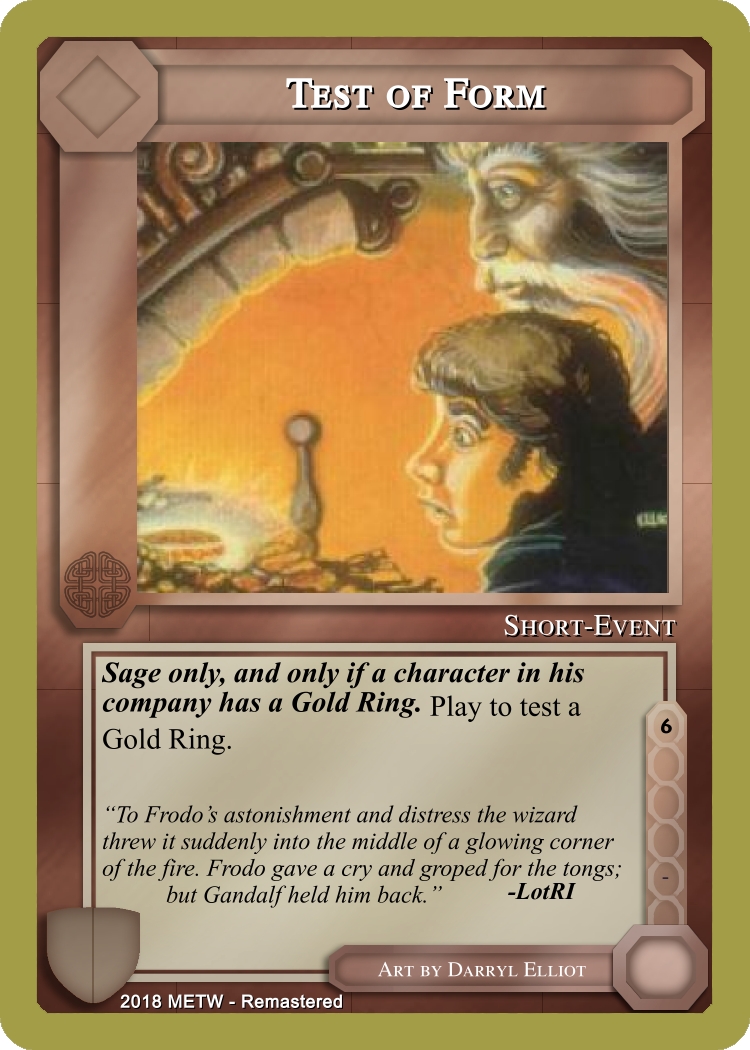 Test of Form
Short-Event
Sage only, and only if a character in his
company has a Gold Ring. Play to test a
Gold Ring.
6
“To Frodo’s astonishment and distress the wizard
threw it suddenly into the middle of a glowing corner
of the fire. Frodo gave a cry and groped for the tongs;
but Gandalf held him back.” -LotRI
-
Art by Darryl Elliot
2018 METW - Remastered